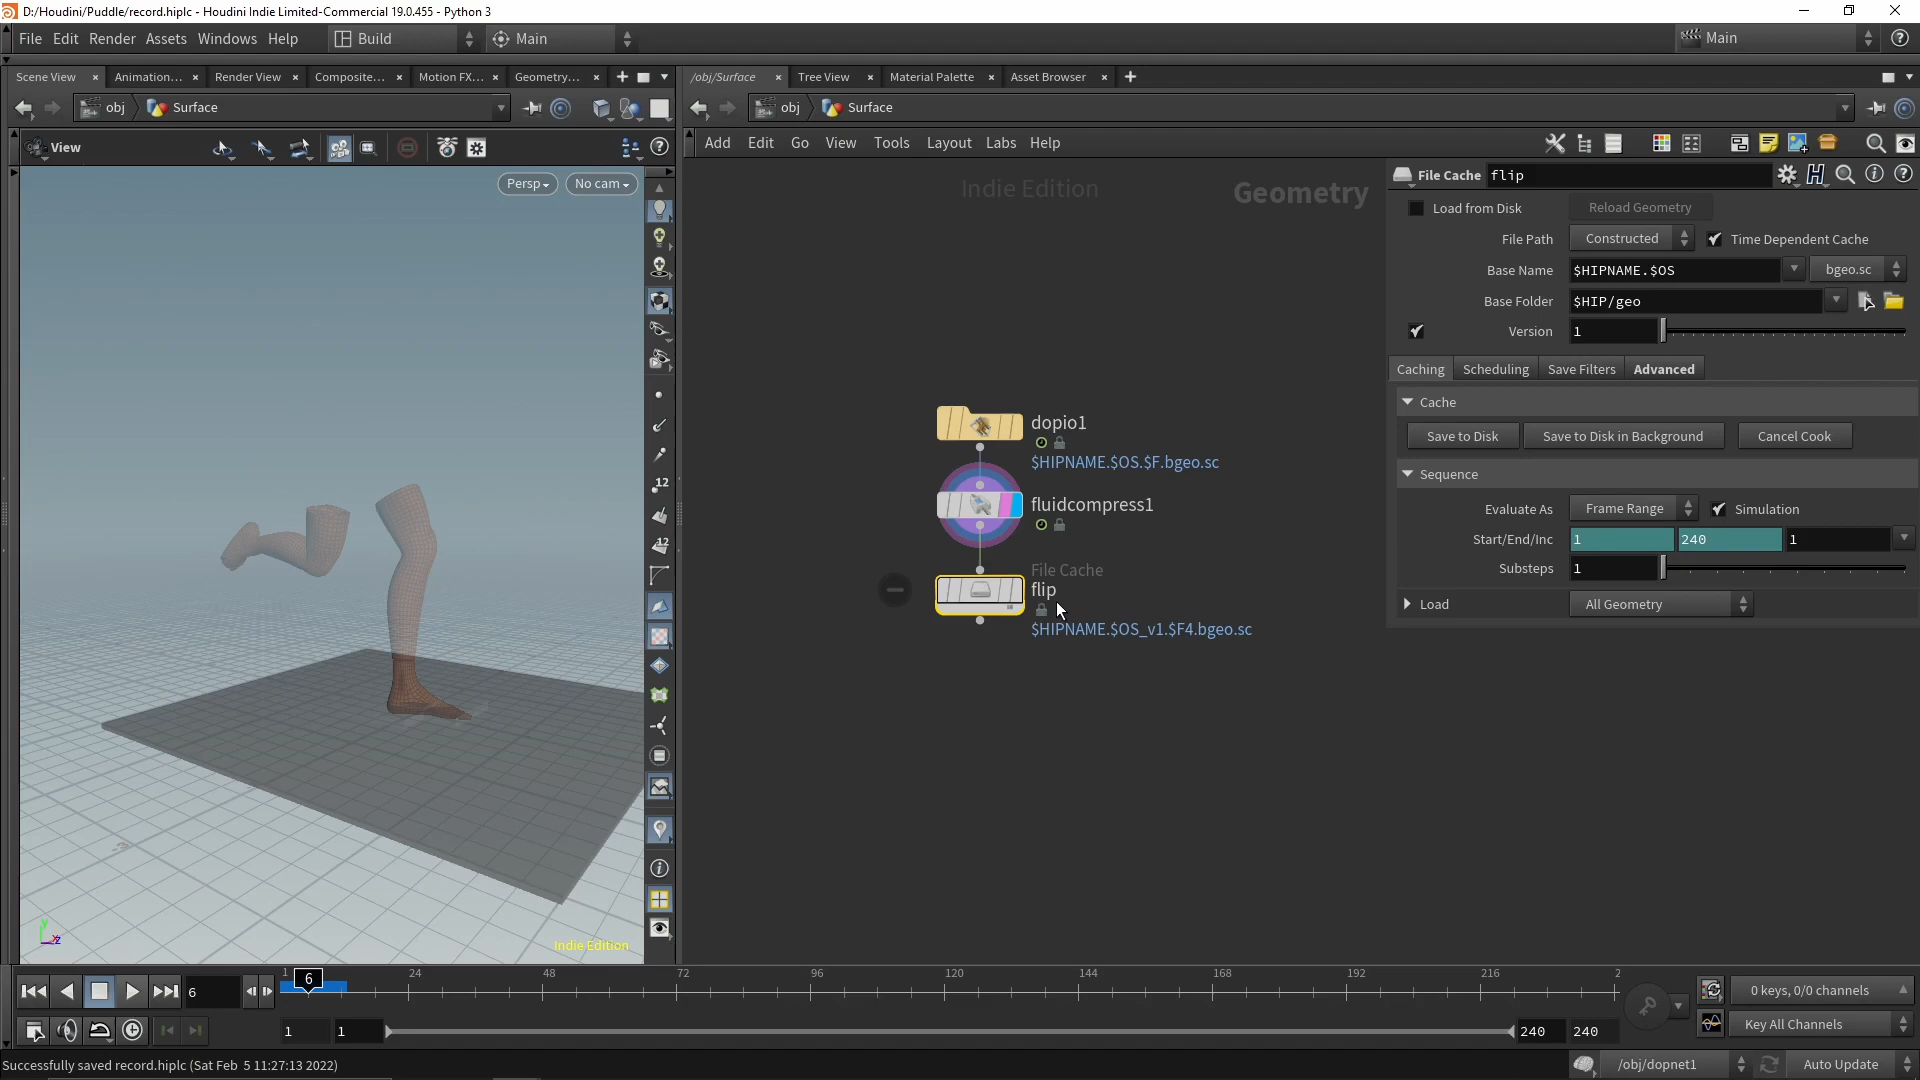 D:/Houdini/Puddle/record.hiplc - Houdini Indie Limited-Commercial 19.0.455 - Python 3
File Edit Render Assets Windows Help Build Main Main
Scene View Animation... Render View Composite... Motion FX... Geometry...
/obj/Surface Tree View Material Palette Asset Browser
obj Surface
obj Surface
View
Add Edit Go View Tools Layout Labs Help
Persp No cam
Indie Edition
Geometry
File Cache flip
Load from Disk Reload Geometry
File Path Constructed Time Dependent Cache
Base Name $HIPNAME.$OS bgeo.sc
Base Folder $HIP/geo
Version 1
Caching Scheduling Save Filters Advanced
Cache
Save to Disk Save to Disk in Background Cancel Cook
Sequence
Evaluate As Frame Range Simulation
Start/End/Inc 1 240 1
Substeps 1
Load All Geometry
dopio1
$HIPNAME.$OS.$F.bgeo.sc
fluidcompress1
File Cache
flip
$HIPNAME.$OS_v1.$F4.bgeo.sc
12
12
y
z
Indie Edition
6 1 6 24 48 72 96 120 144 168 192 216 2
0 keys, 0/0 channels
1 1 240 240 Key All Channels
Successfully saved record.hiplc (Sat Feb 5 11:27:13 2022) /obj/dopnet1 Auto Update